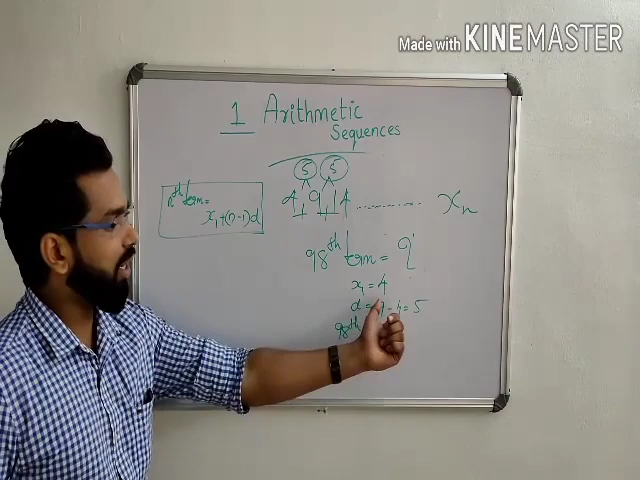 Made with KINEMASTER
1 Arithmetic
Sequences
5 5
nth term =
x1+(n-1)d
4, 9, 14 .............. xn
98th term = ?
x1 = 4
d = 9 - 4 = 5
98th